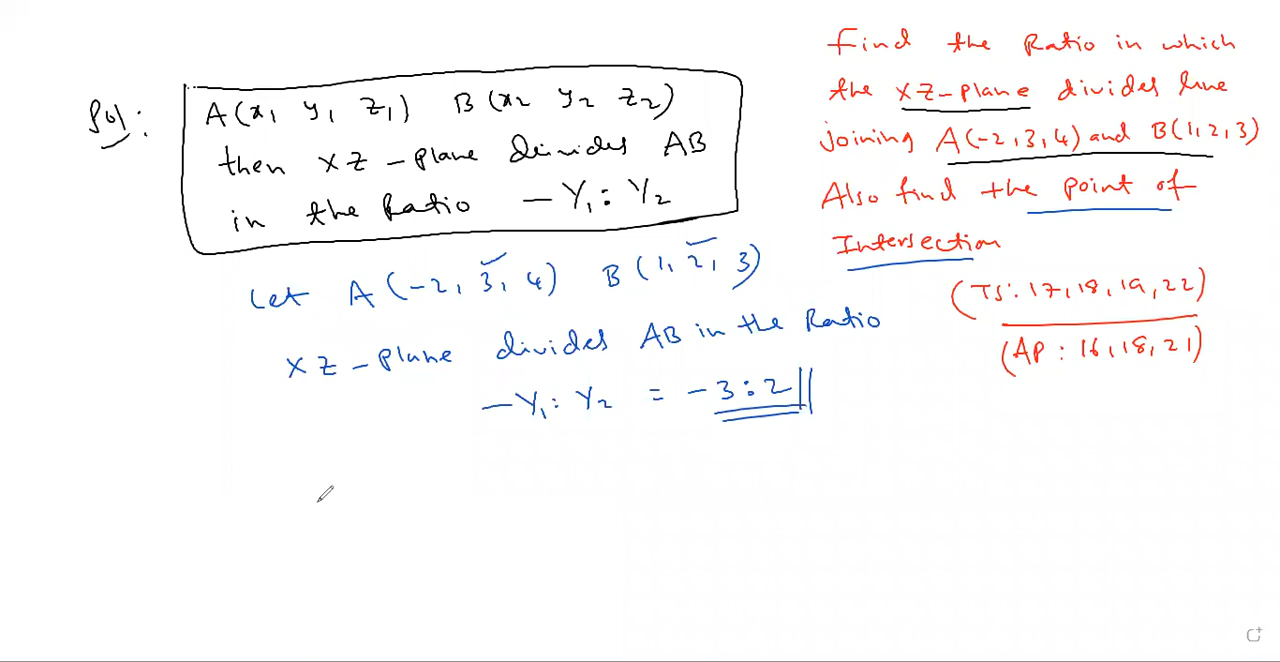 Find the Ratio in which
the XZ-plane divides line
joining A(-2,3,4) and B(1,2,3)
Also find the point of
Intersection
(TS: 17,18,19,22)
(AP: 16,18,21)
Sol:
A(x₁ y₁ z₁) B(x₂ y₂ z₂)
then XZ-plane divides AB
in the Ratio -Y₁:Y₂
Let A(-2,3,4) B(1,2,3)
XZ-plane divides AB in the Ratio
-Y₁:Y₂ = -3:2